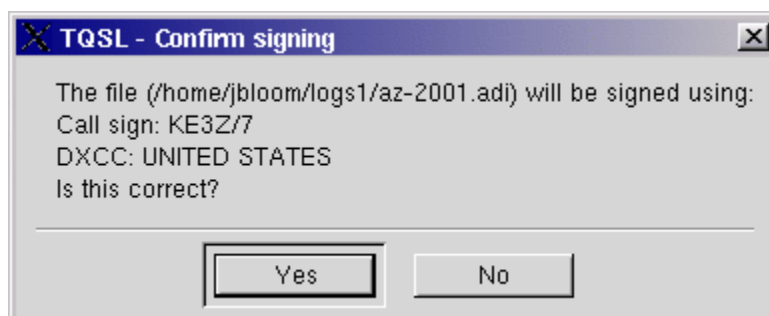 TQSL - Confirm signing
The file (/home/jbloom/logs1/az-2001.adi) will be signed using:
Call sign: KE3Z/7
DXCC: UNITED STATES
Is this correct?
Yes No